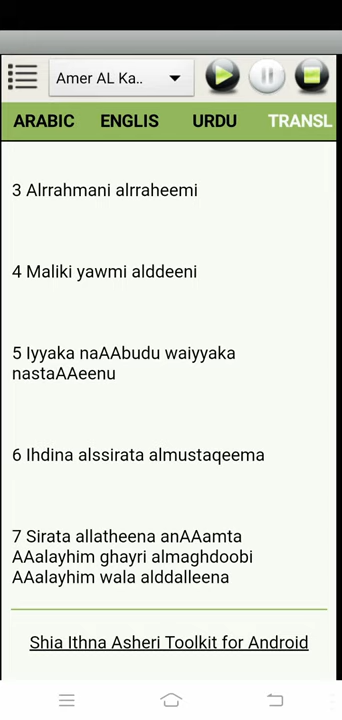 Amer AL Ka..
ARABIC ENGLIS URDU TRANSL
3 Alrrahmani alrraheemi
4 Maliki yawmi alddeeni
5 Iyyaka naAAbudu waiyyaka
nastaAAeenu
6 Ihdina alssirata almustaqeema
7 Sirata allatheena anAAamta
AAalayhim ghayri almaghdoobi
AAalayhim wala alddalleena
Shia Ithna Asheri Toolkit for Android